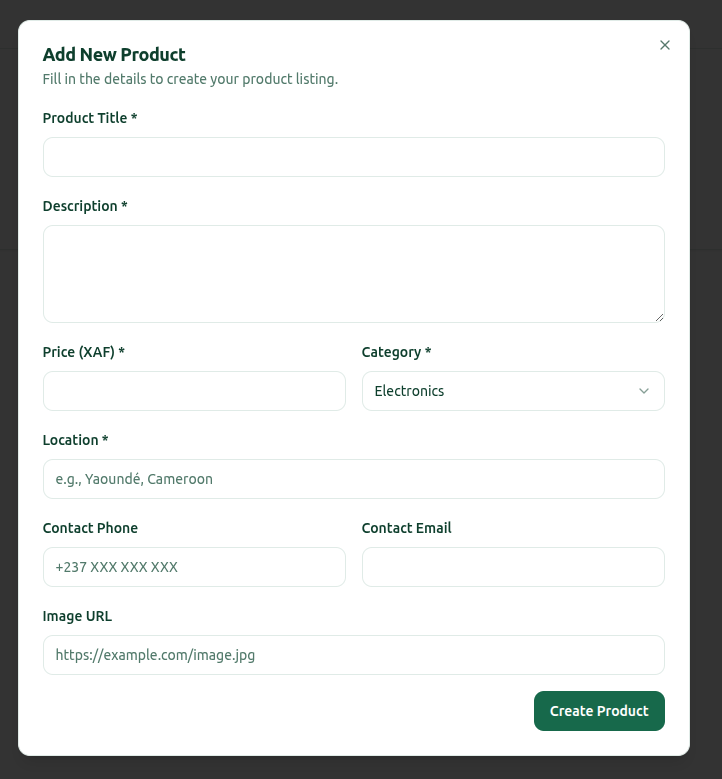 Add New Product
Fill in the details to create your product listing.
Product Title *
Description *
Price (XAF) *
Category *
Electronics
Location *
e.g., Yaoundé, Cameroon
Contact Phone
Contact Email
+237 XXX XXX XXX
Image URL
https://example.com/image.jpg
Create Product